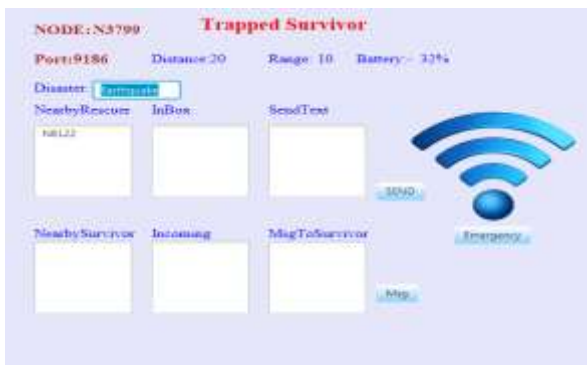 NODE:N3799 Trapped Survivor
Port:9186 Distance:20 Range: 10 Battery:- 32%
Disaster: Earthquake
NearbyRescuer InBox SendText
N8122
SEND
NearbySurvivor Incoming MsgToSurvivor
Emergency
Msg